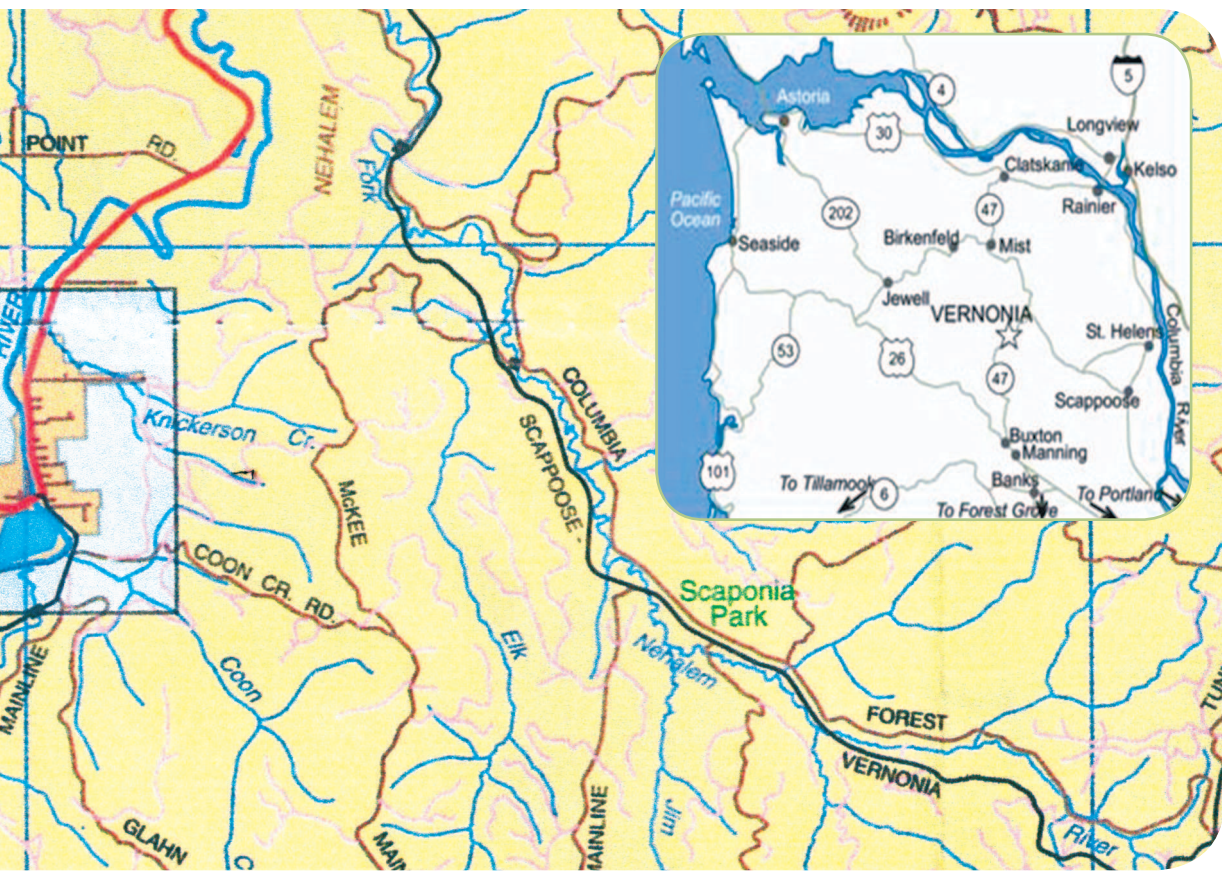 POINT RD.
NEHALEM
Fork
RIVER
Knickerson Cr.
McKEE
COON CR. RD.
MAINLINE
Coon
GLAHN
C
Elk
SCAPPOOSE -
COLUMBIA
Scaponia
Park
Nehalem
FOREST
VERNONIA
MAINLINE
Jim
River
MAIN
TUN
5
4
Astoria
30
Longview
Clatskanie
Kelso
Rainier
Pacific
Ocean
202
47
Birkenfeld
Mist
Seaside
Jewell
VERNONIA
Columbia River
St. Helens
53
26
47
Scappoose
Buxton
Manning
101
Banks
To Tillamook
6
To Portland
To Forest Grove